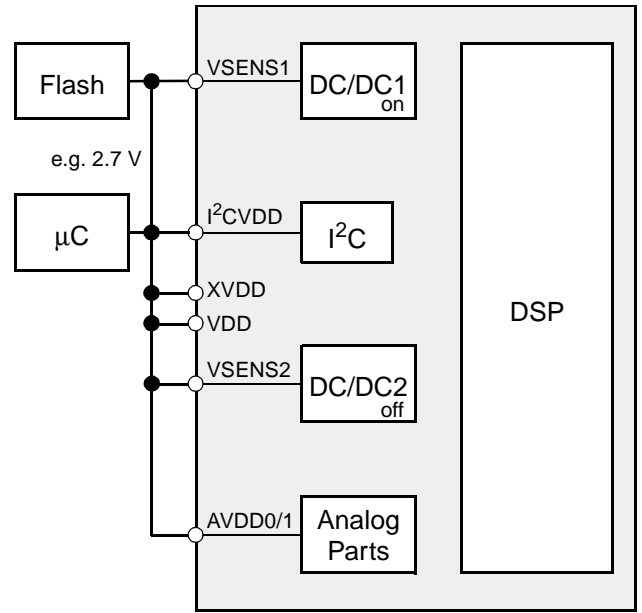 VSENS1
Flash
DC/DC1
on
e.g. 2.7 V
I²CVDD
μC
I²C
XVDD
DSP
VDD
VSENS2
DC/DC2
off
AVDD0/1
Analog
Parts